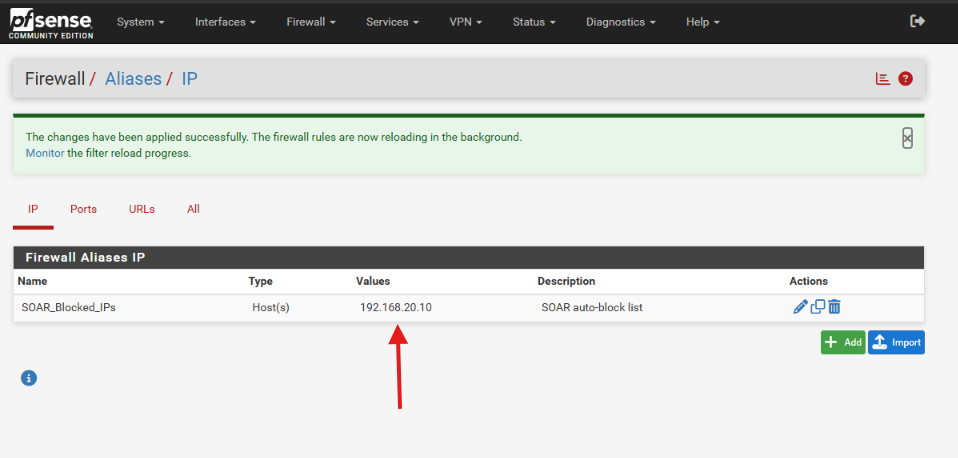 pfsense
COMMUNITY EDITION
System Interfaces Firewall Services VPN Status Diagnostics Help
Firewall / Aliases / IP
The changes have been applied successfully. The firewall rules are now reloading in the background.
Monitor the filter reload progress.
IP Ports URLs All
Firewall Aliases IP
Name Type Values Description Actions
SOAR_Blocked_IPs Host(s) 192.168.20.10 SOAR auto-block list
Add Import